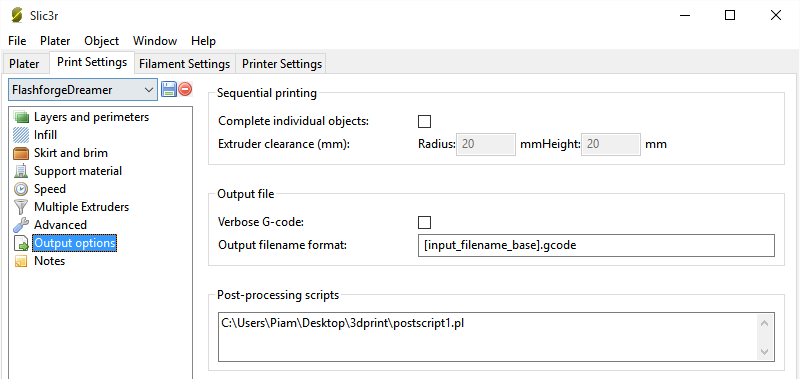 Slic3r
File Plater Object Window Help
Plater Print Settings Filament Settings Printer Settings
FlashforgeDreamer
Layers and perimeters
Infill
Skirt and brim
Support material
Speed
Multiple Extruders
Advanced
Output options
Notes
Sequential printing
Complete individual objects:
Extruder clearance (mm): Radius: 20 mmHeight: 20 mm
Output file
Verbose G-code:
Output filename format: [input_filename_base].gcode
Post-processing scripts
C:\Users\Piam\Desktop\3dprint\postscript1.pl